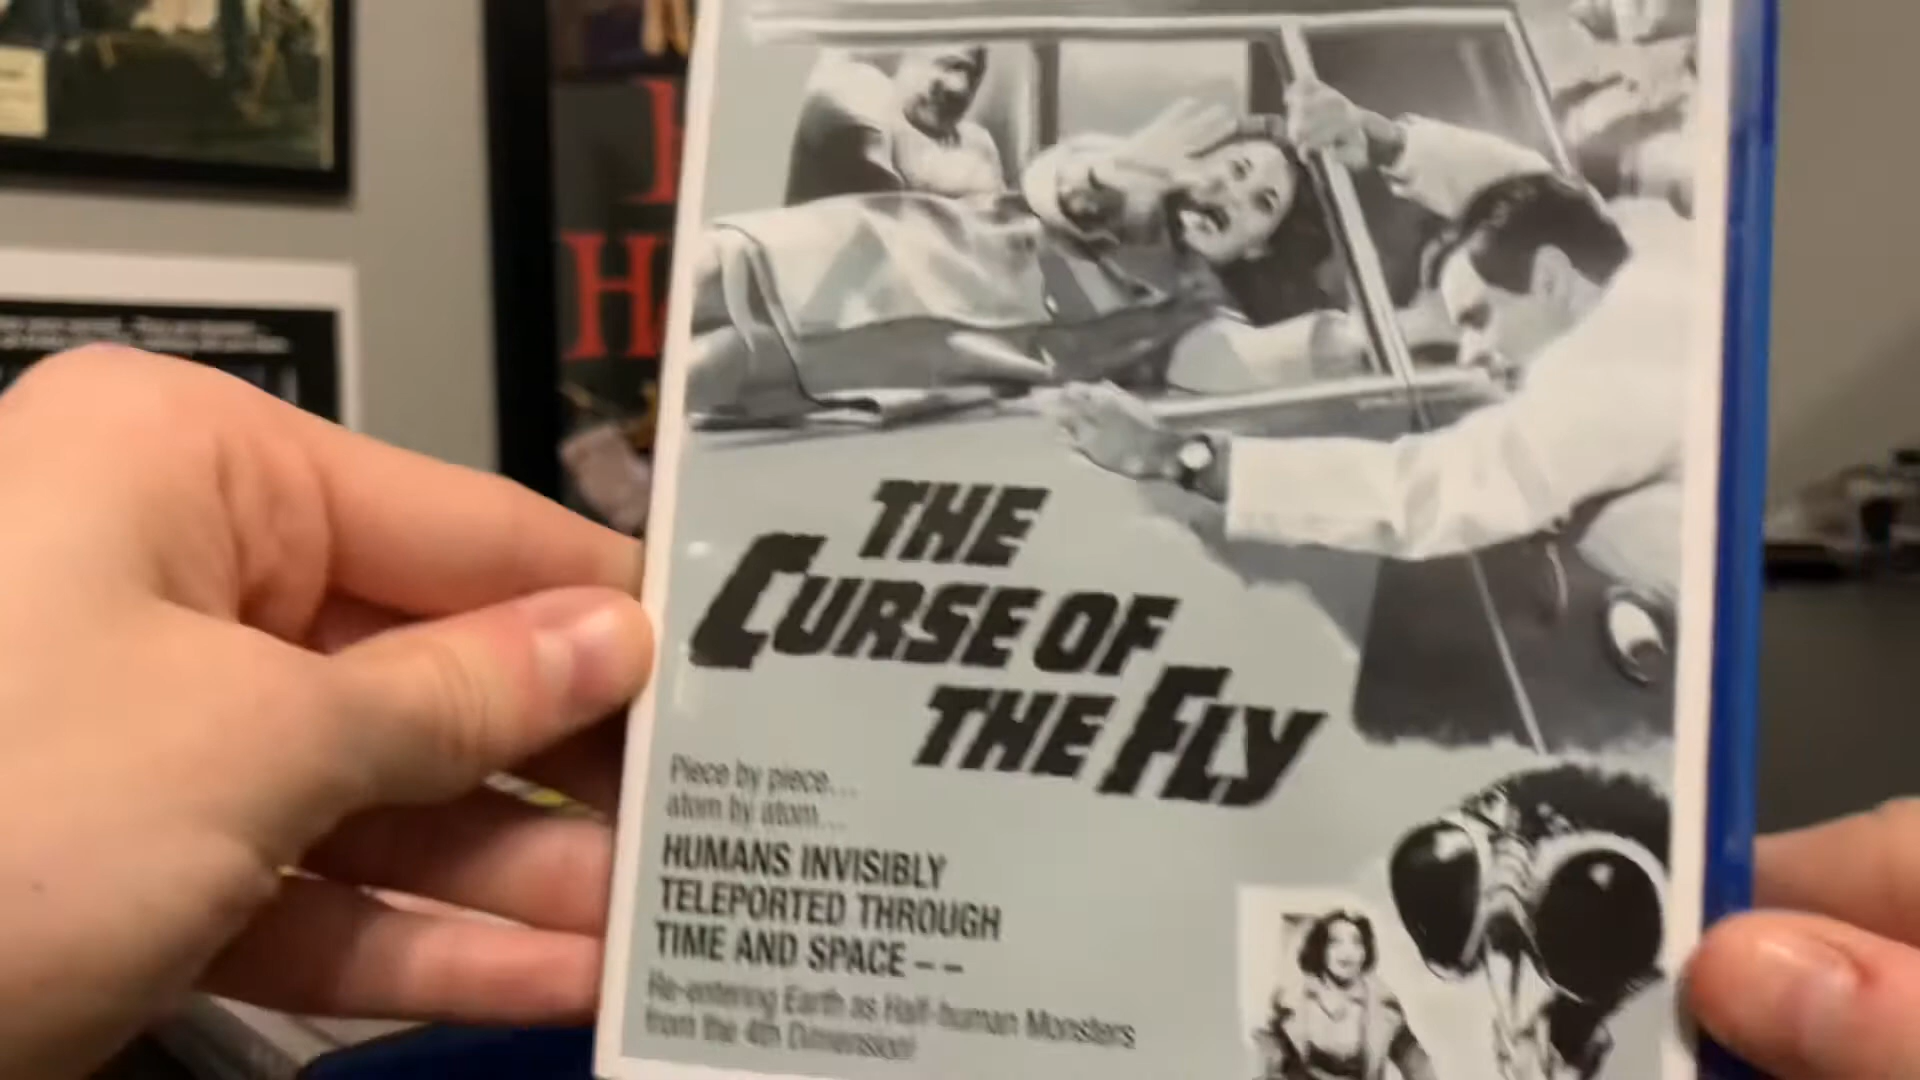 THE
CURSE OF
THE FLY
Piece by piece...
atom by atom...
HUMANS INVISIBLY
TELEPORTED THROUGH
TIME AND SPACE – –
Re-entering Earth as Half-human Monsters
from the 4th Dimension!